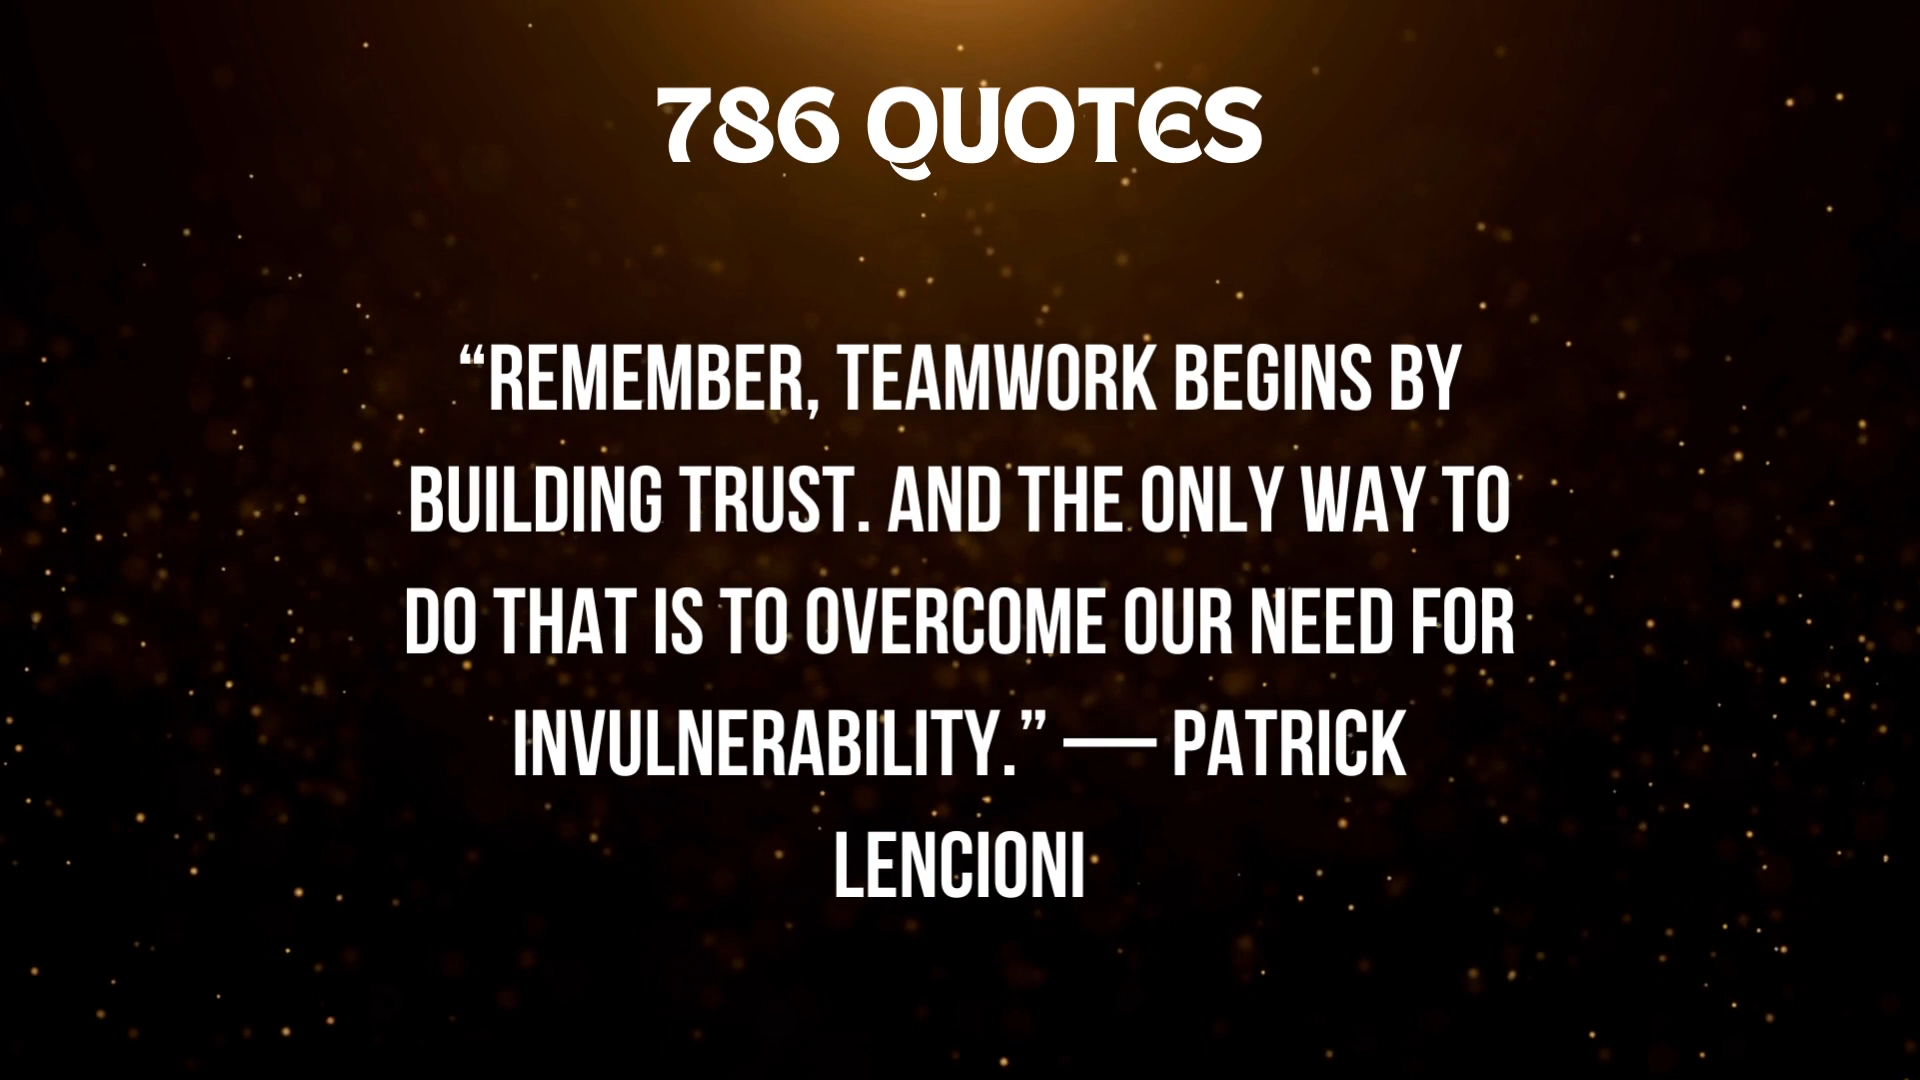 786 QUOTES
“REMEMBER, TEAMWORK BEGINS BY
BUILDING TRUST. AND THE ONLY WAY TO
DO THAT IS TO OVERCOME OUR NEED FOR
INVULNERABILITY.” — PATRICK
LENCIONI